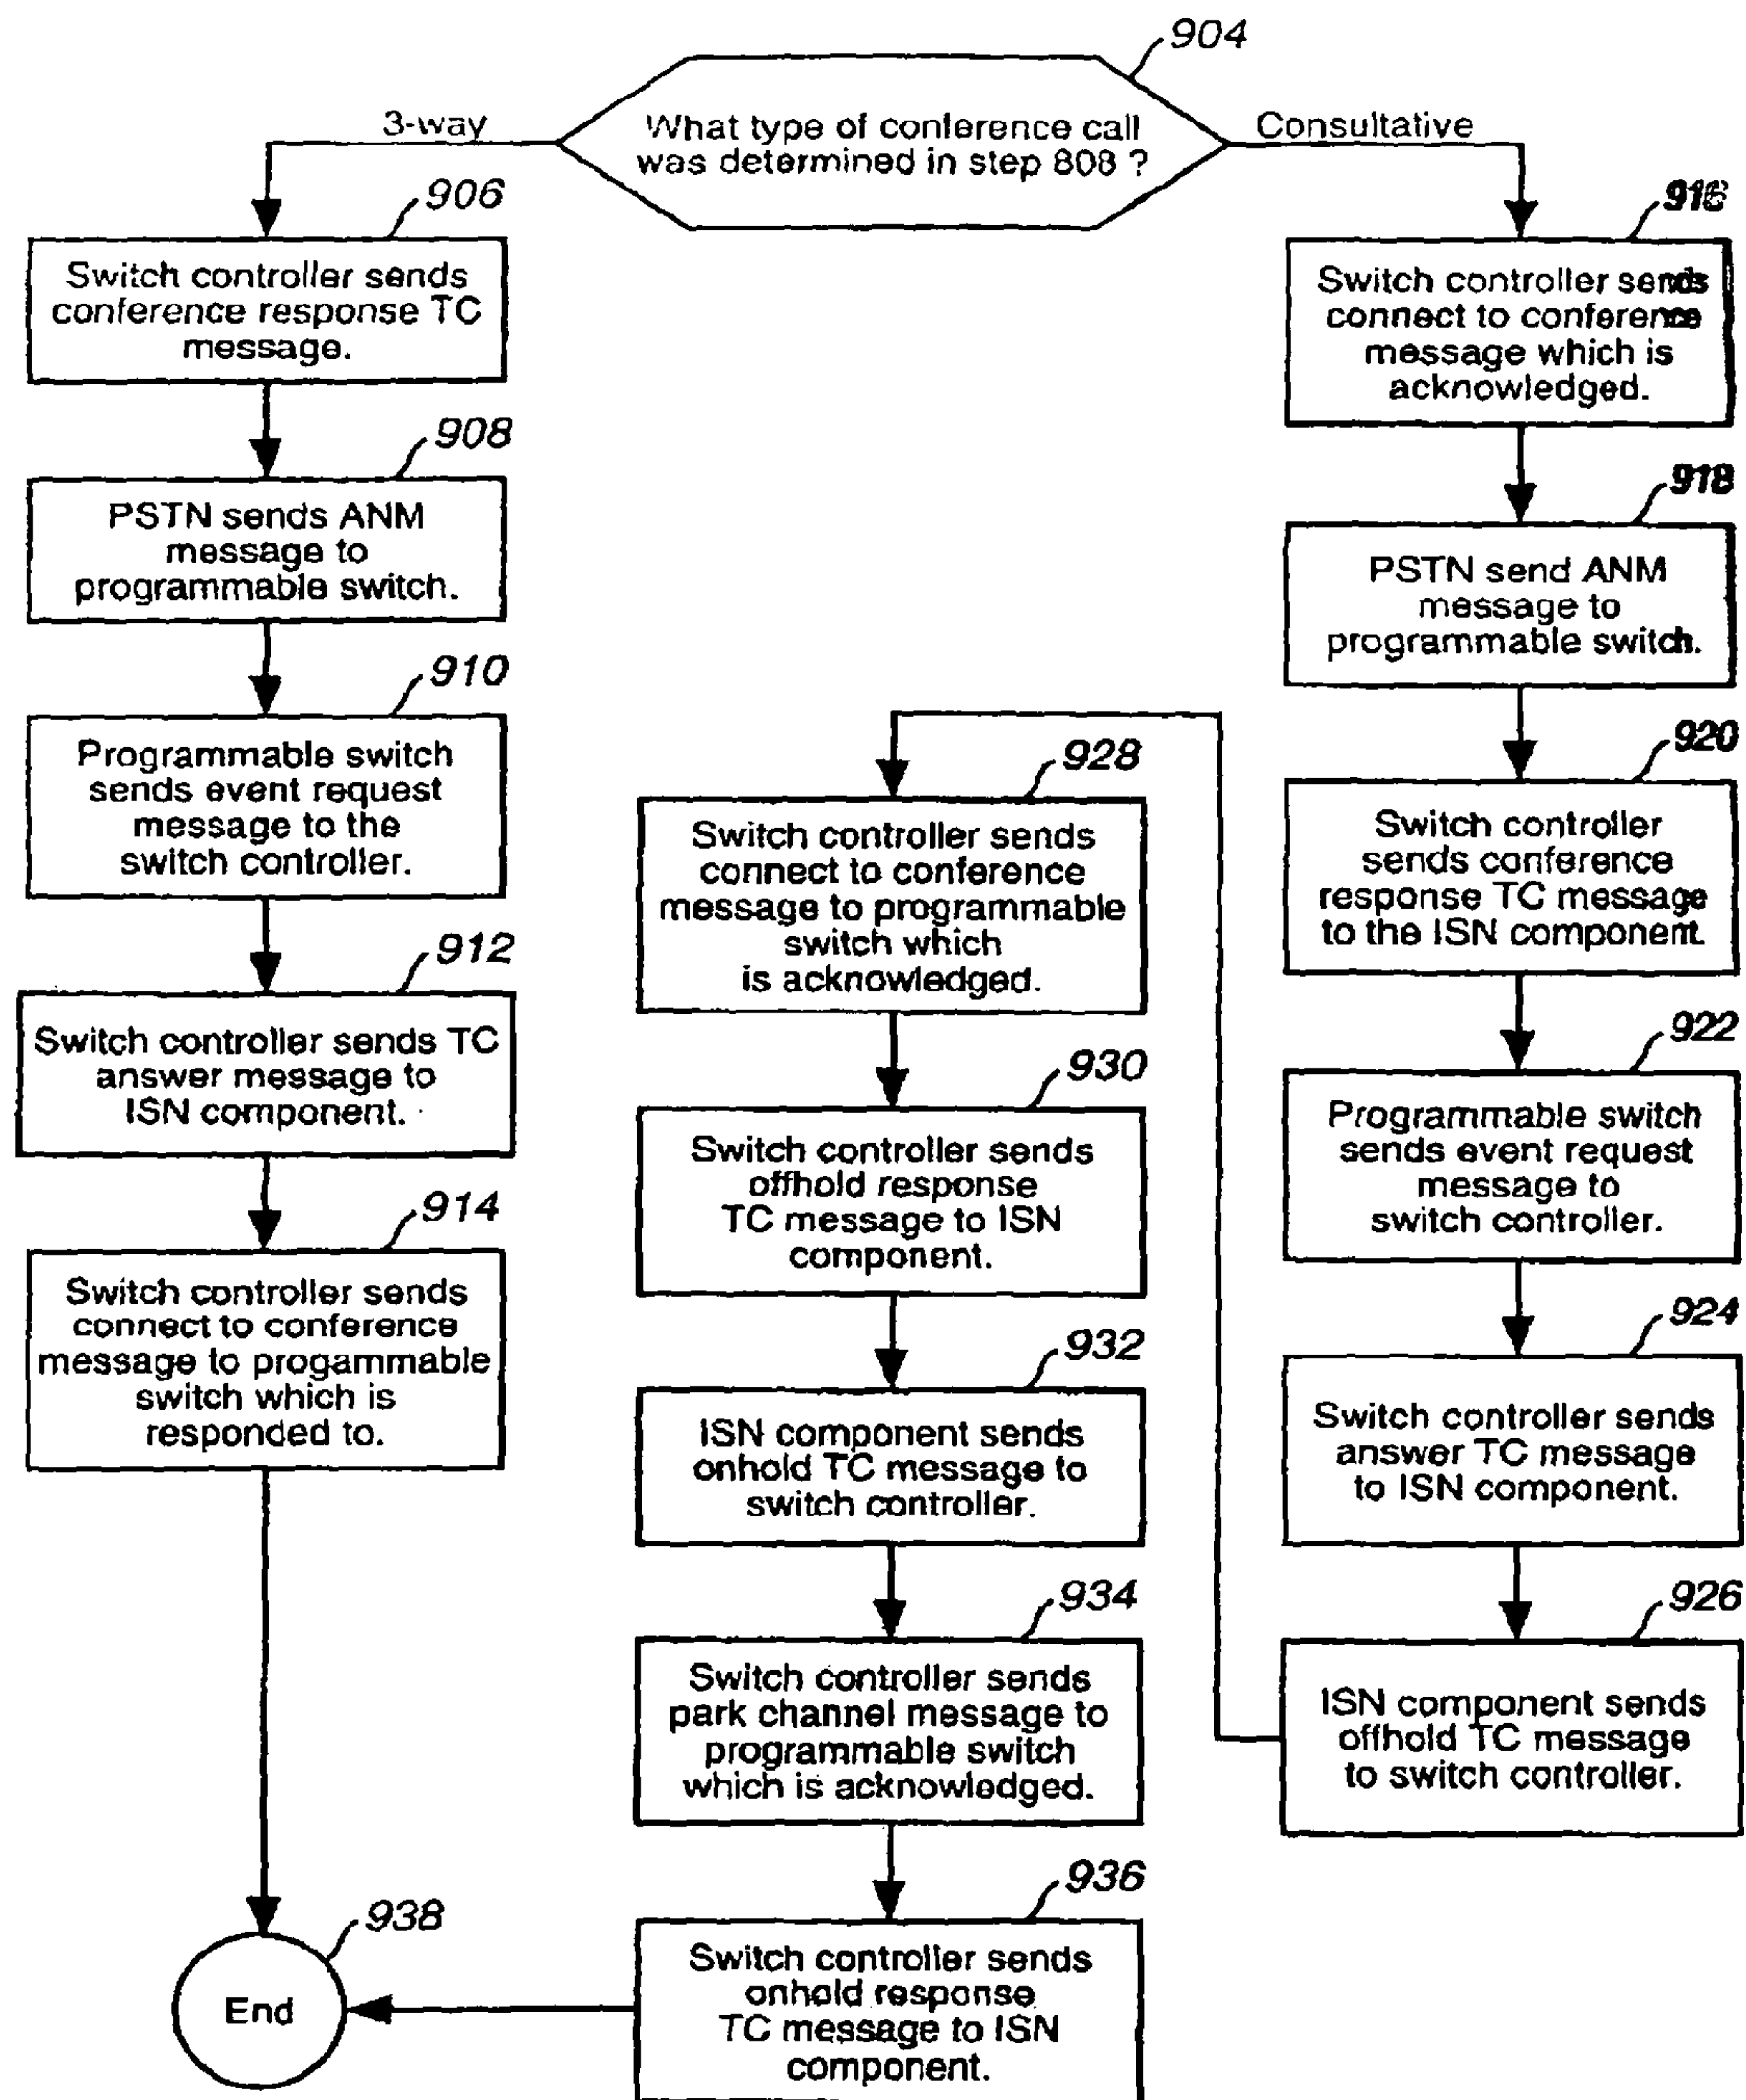 904
3-way
What type of conference call
was determined in step 808 ?
Consultative
906
Switch controller sends
conference response TC
message.
908
PSTN sends ANM
message to
programmable switch.
910
Programmable switch
sends event request
message to the
switch controller.
912
Switch controller sends TC
answer message to
ISN component.
914
Switch controller sends
connect to conference
message to progammable
switch which is
responded to.
938
End
916
Switch controller sends
connect to conference
message which is
acknowledged.
918
PSTN send ANM
message to
programmable switch.
920
Switch controller
sends conference
response TC message
to the ISN component.
922
Programmable switch
sends event request
message to
switch controller.
924
Switch controller sends
answer TC message
to ISN component.
926
ISN component sends
offhold TC message
to switch controller.
928
Switch controller sends
connect to conference
message to programmable
switch which
is acknowledged.
930
Switch controller sends
offhold response
TC message to ISN
component.
932
ISN component sends
onhold TC message to
switch controller.
934
Switch controller sends
park channel message to
programmable switch
which is acknowledged.
936
Switch controller sends
onhold response
TC message to ISN
component.